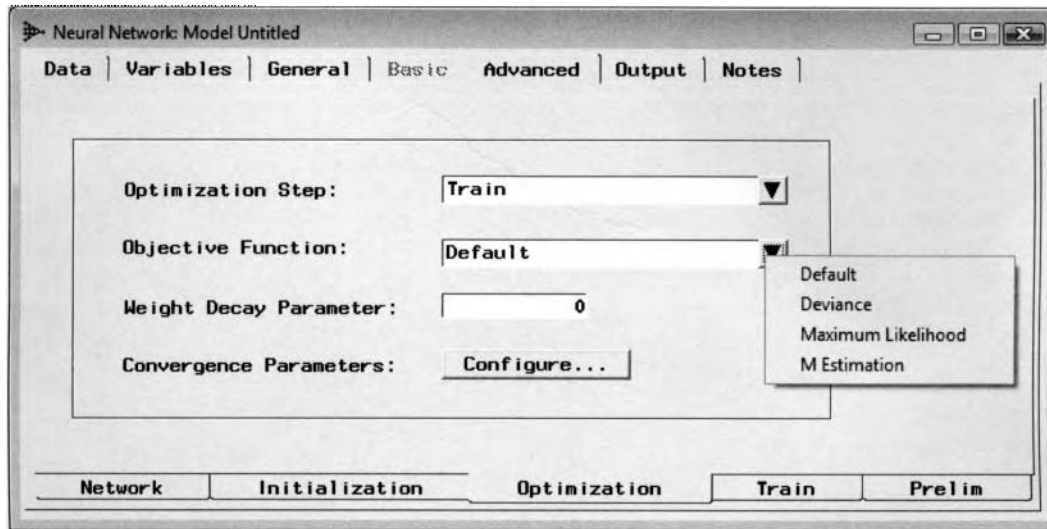 Neural Network: Model Untitled
Data | Variables | General | Basic Advanced | Output | Notes |
Optimization Step: Train
Objective Function: Default
Default
Deviance
Weight Decay Parameter: 0
Maximum Likelihood
Convergence Parameters: Configure...
M Estimation
Network Initialization Optimization Train Prelim